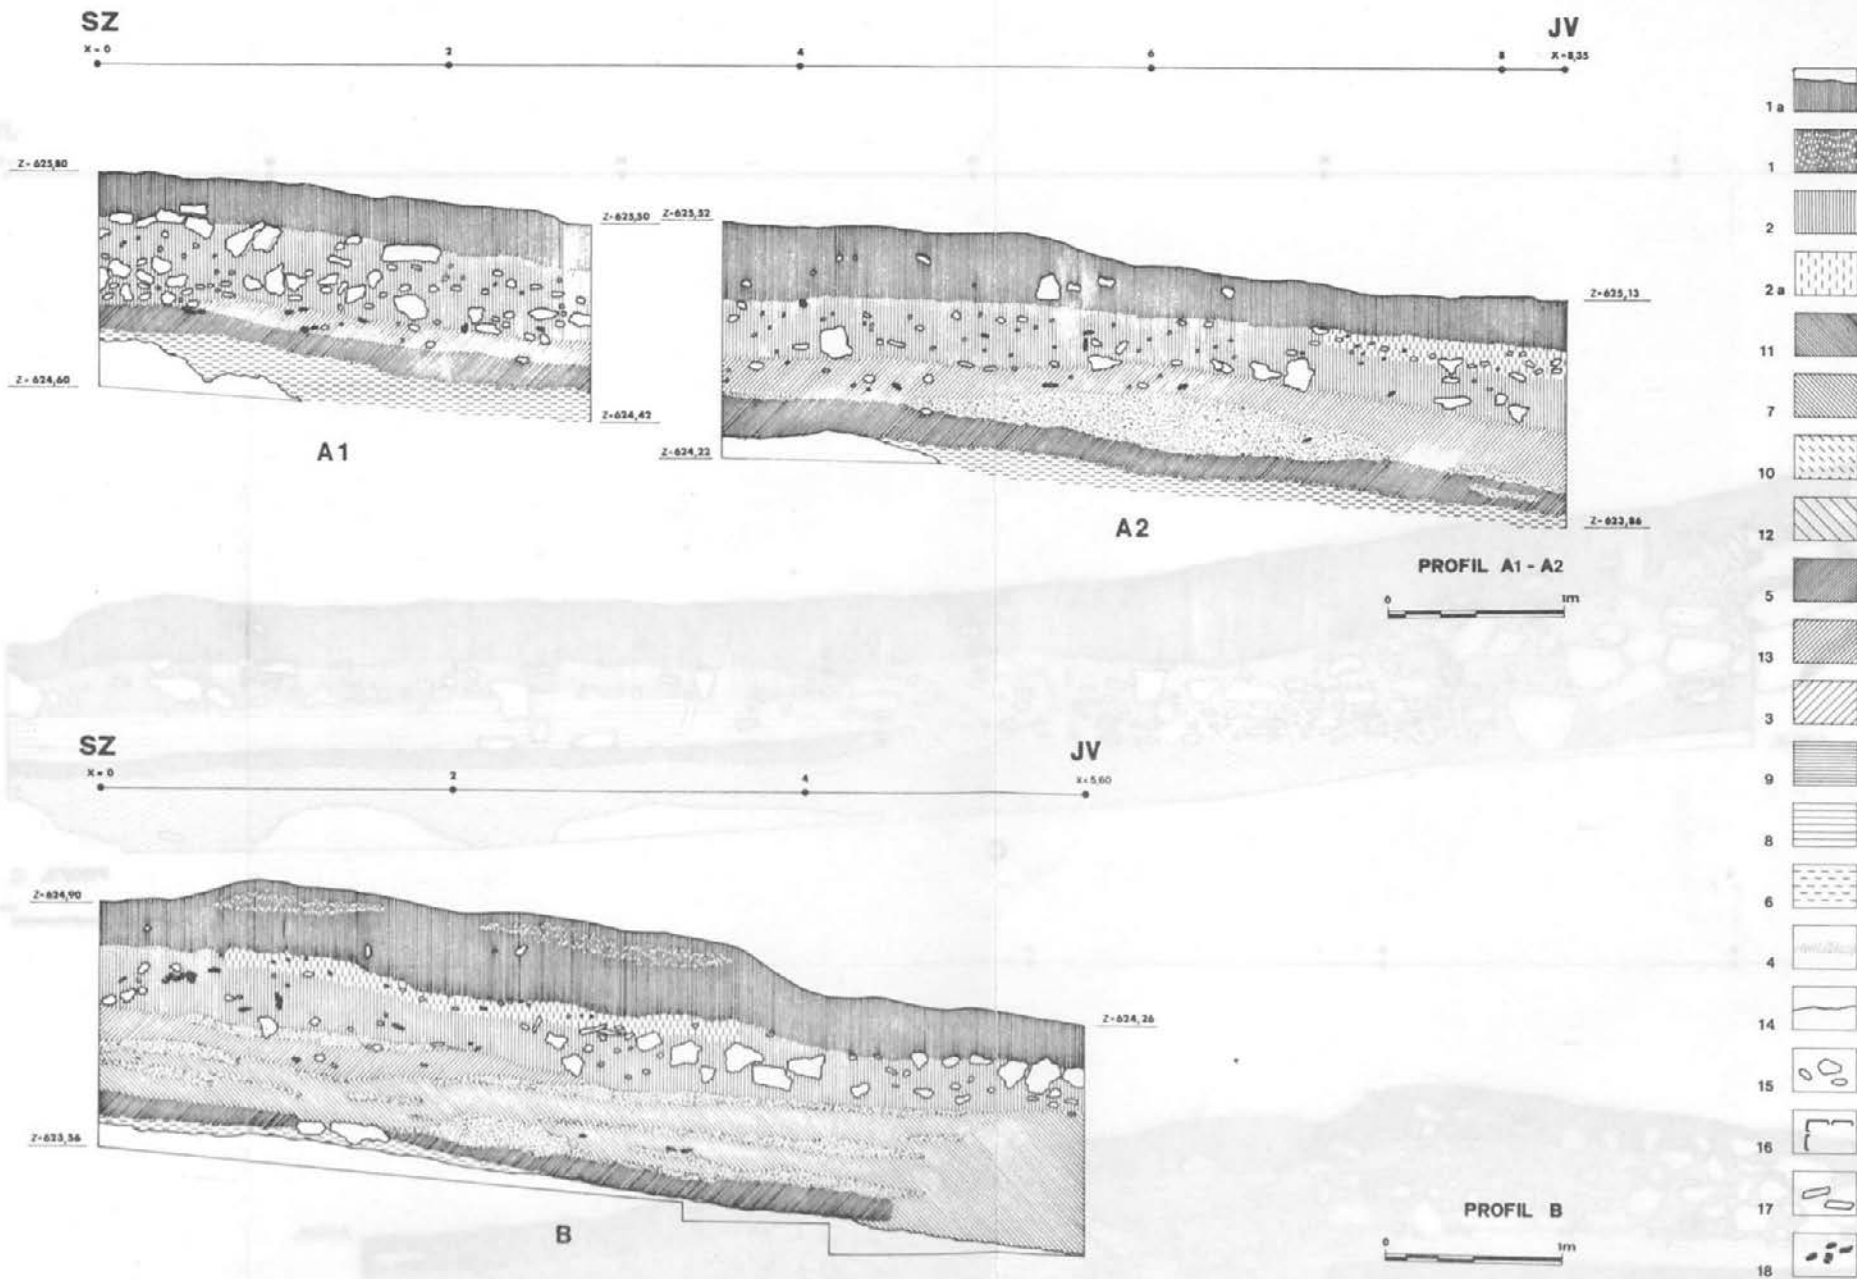 SZ
JV
X=0
2
4
6
8
X=8,35
Z=625,80
Z=625,50
Z=625,52
Z=625,13
Z=624,60
Z=624,42
Z=624,22
Z=623,86
A1
A2
PROFIL A1 - A2
0
1m
SZ
JV
X=0
2
4
X=5,60
Z=624,90
Z=624,26
Z=623,56
B
PROFIL B
0
1m
1a
1
2
2a
11
7
10
12
5
13
3
9
8
6
4
14
15
16
17
18